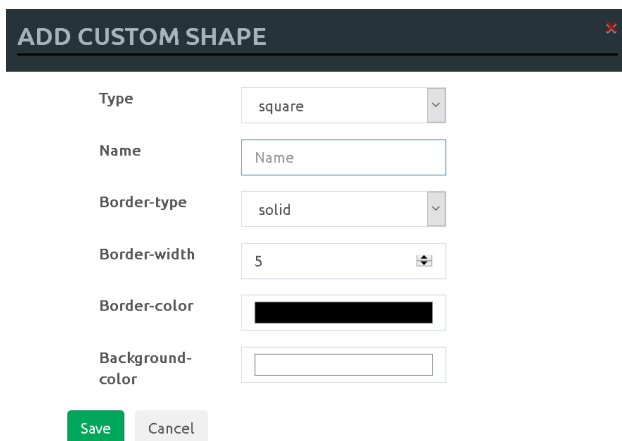 ADD CUSTOM SHAPE
Type
square
Name
Name
Border-type
solid
Border-width
5
Border-color
Background-
color
Save
Cancel